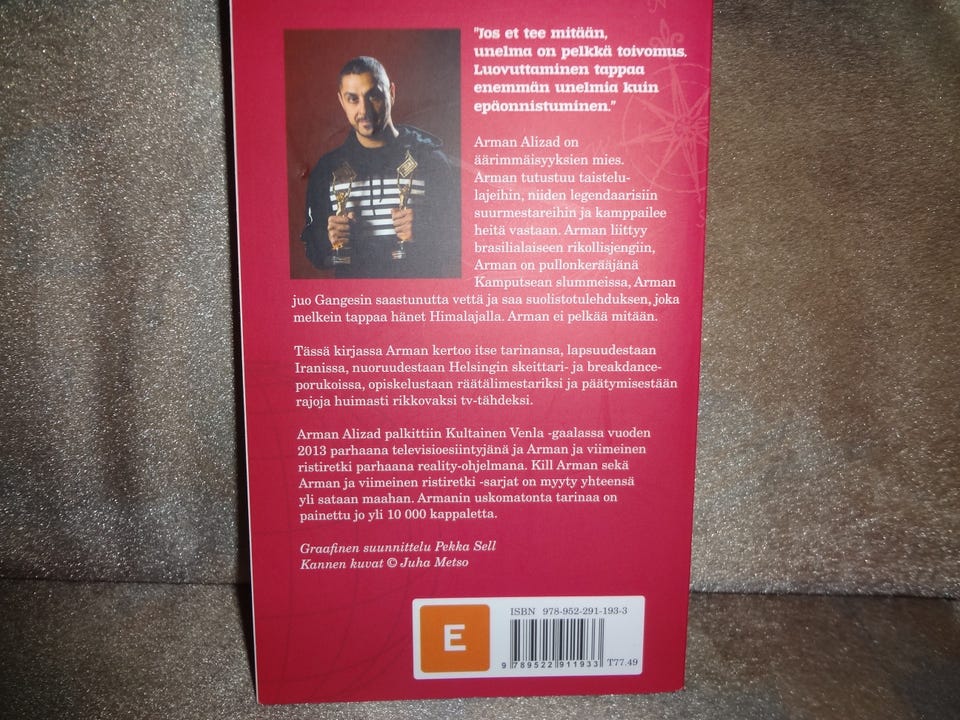 "Jos et tee mitään,
unelma on pelkkä toivomus.
Luovuttaminen tappaa
enemmän unelmia kuin
epäonnistuminen."
Arman Alizad on
äärimmäisyyksien mies.
Arman tutustuu taistelu-
lajeihin, niiden legendaarisiin
suurmestareihin ja kamppailee
heitä vastaan. Arman liittyy
brasilialaiseen rikollisjengiin,
Arman on pullonkerääjänä
Kamputsean slummeissa, Arman
juo Gangesin saastunutta vettä ja saa suolistotulehduksen, joka
melkein tappaa hänet Himalajalla. Arman ei pelkää mitään.
Tässä kirjassa Arman kertoo itse tarinansa, lapsuudestaan
Iranissa, nuoruudestaan Helsingin skeittari- ja breakdance-
porukoissa, opiskelustaan räätälimestariksi ja päätymisestään
rajoja huimasti rikkovaksi tv-tähdeksi.
Arman Alizad palkittiin Kultainen Venla -gaalassa vuoden
2013 parhaana televisioesiintyjänä ja Arman ja viimeinen
ristiretki parhaana reality-ohjelmana. Kill Arman sekä
Arman ja viimeinen ristiretki -sarjat on myyty yhteensä
yli sataan maahan. Armanin uskomatonta tarinaa on
painettu jo yli 10 000 kappaletta.
Graafinen suunnittelu Pekka Sell
Kannen kuvat © Juha Metso
E
ISBN 978-952-291-193-3
9 789522 911933
T77.49